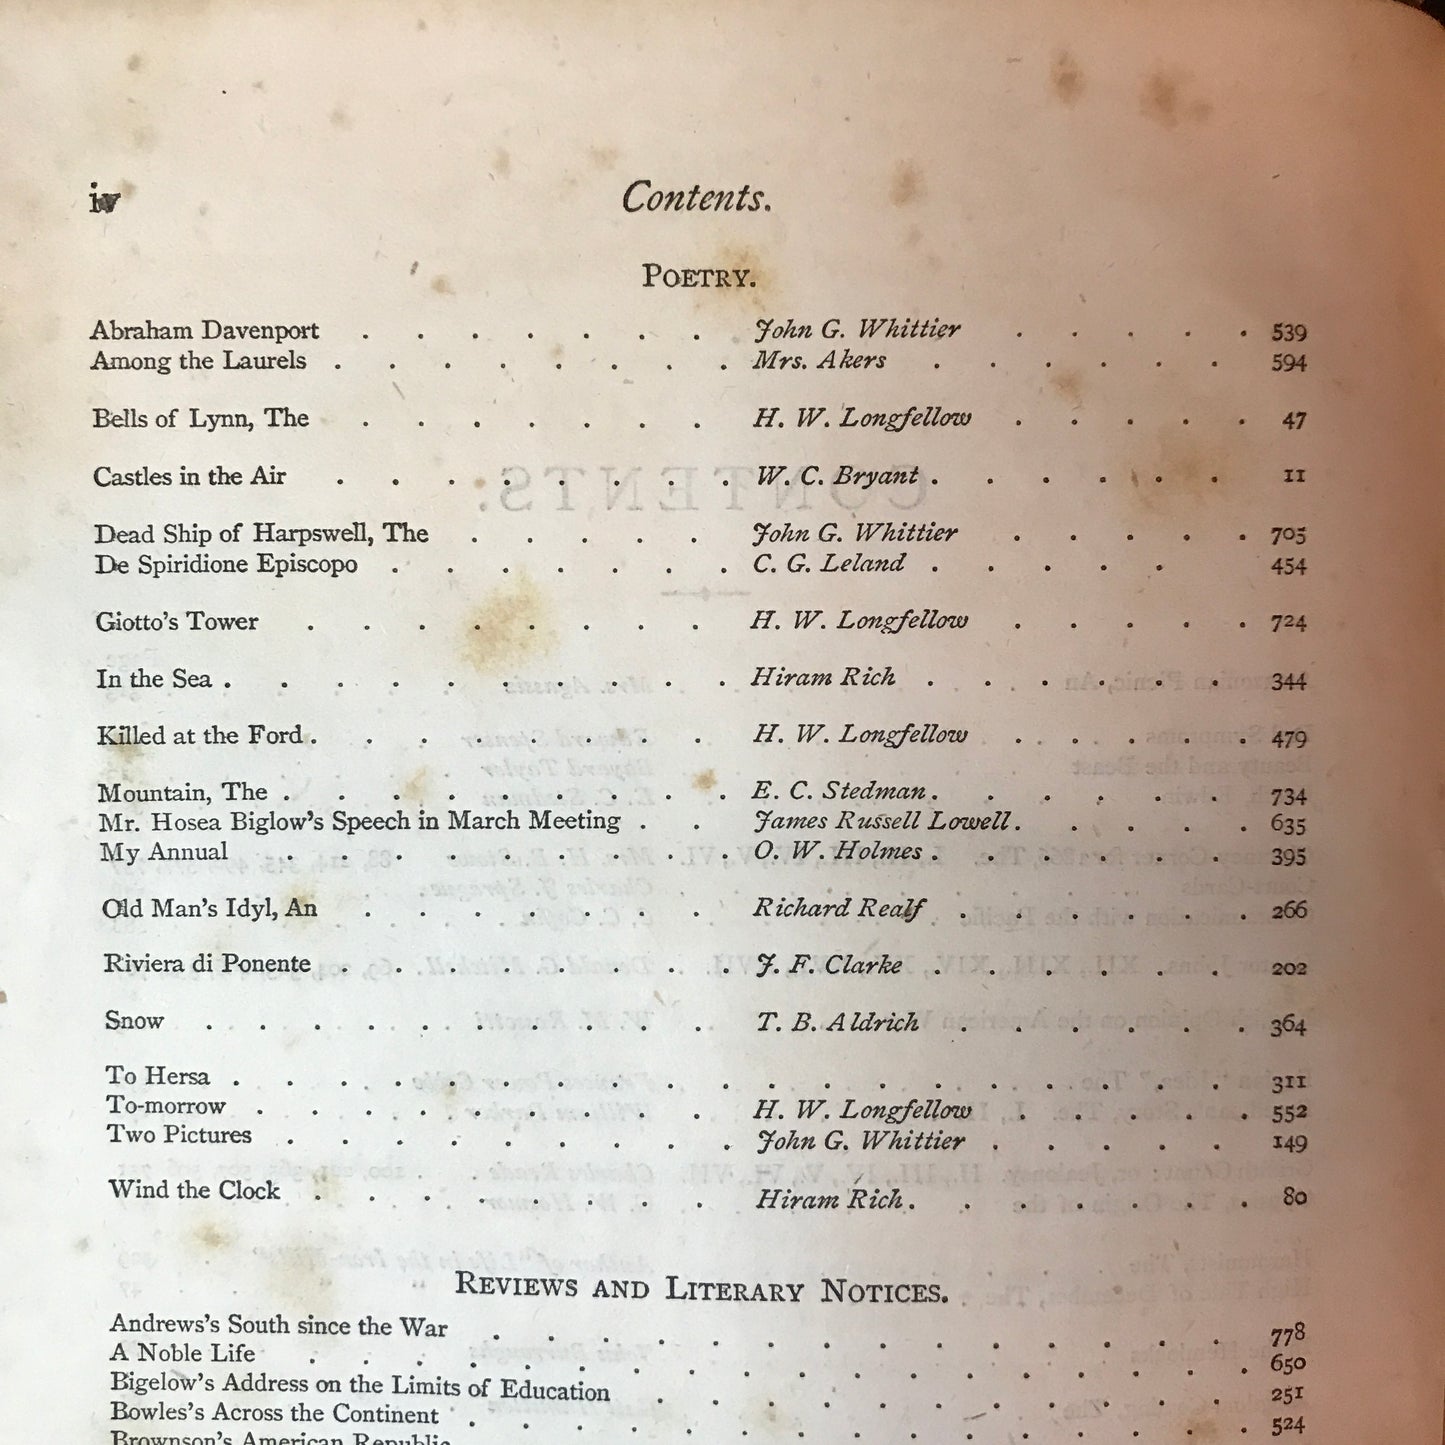 iv Contents.
POETRY.
Abraham Davenport . . . . . . . John G. Whittier . . . . . 539
Among the Laurels . . . . . . . . Mrs. Akers . . . . . . 594
Bells of Lynn, The . . . . . . . H. W. Longfellow . . . . . 47
Castles in the Air . . . . . . . . W. C. Bryant . . . . . . 11
Dead Ship of Harpswell, The . . . . . John G. Whittier . . . . . 705
De Spiridione Episcopo . . . . . . . C. G. Leland . . . . . 454
Giotto's Tower . . . . . . . . H. W. Longfellow . . . . . 724
In the Sea . . . . . . . . . . Hiram Rich . . . . . . 344
Killed at the Ford . . . . . . . . H. W. Longfellow . . . . . 479
Mountain, The . . . . . . . . . E. C. Stedman . . . . . . 734
Mr. Hosea Biglow's Speech in March Meeting . . James Russell Lowell . . . . . 635
My Annual . . . . . . . . . O. W. Holmes . . . . . . 395
Old Man's Idyl, An . . . . . . . Richard Realf . . . . . . 266
Riviera di Ponente . . . . . . . . J. F. Clarke . . . . . . 202
Snow . . . . . . . . . . T. B. Aldrich . . . . . . 364
To Hersa . . . . . . . . . . . . . . . . . . . 311
To-morrow . . . . . . . . . H. W. Longfellow . . . . . 552
Two Pictures . . . . . . . . . John G. Whittier . . . . . 149
Wind the Clock . . . . . . . . Hiram Rich . . . . . . . 80
REVIEWS AND LITERARY NOTICES.
Andrews's South since the War . . . . . . . . . . . . . . 778
A Noble Life . . . . . . . . . . . . . . . . . . 650
Bigelow's Address on the Limits of Education . . . . . . . . . . . 251
Bowles's Across the Continent . . . . . . . . . . . . . . . 524
Brownson's American Republic